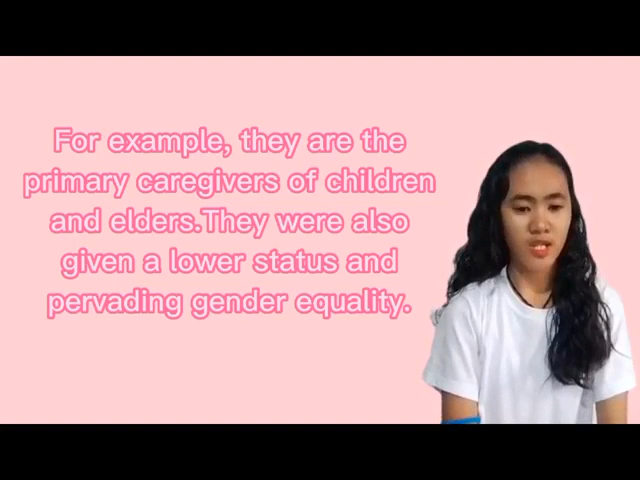 For example, they are the
primary caregivers of children
and elders.They were also
given a lower status and
pervading gender equality.